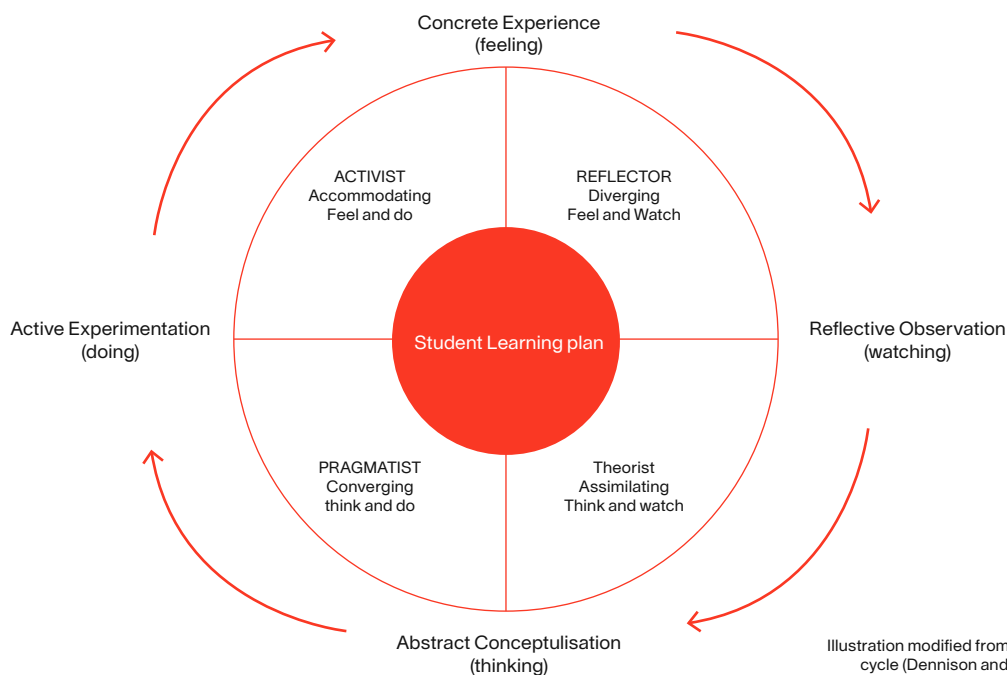 Concrete Experience
(feeling)
ACTIVIST
Accommodating
Feel and do
REFLECTOR
Diverging
Feel and Watch
Active Experimentation
(doing)
Student Learning plan
Reflective Observation
(watching)
PRAGMATIST
Converging
think and do
Theorist
Assimilating
Think and watch
Abstract Conceptulisation
(thinking)
Illustration modified from
cycle (Dennison and